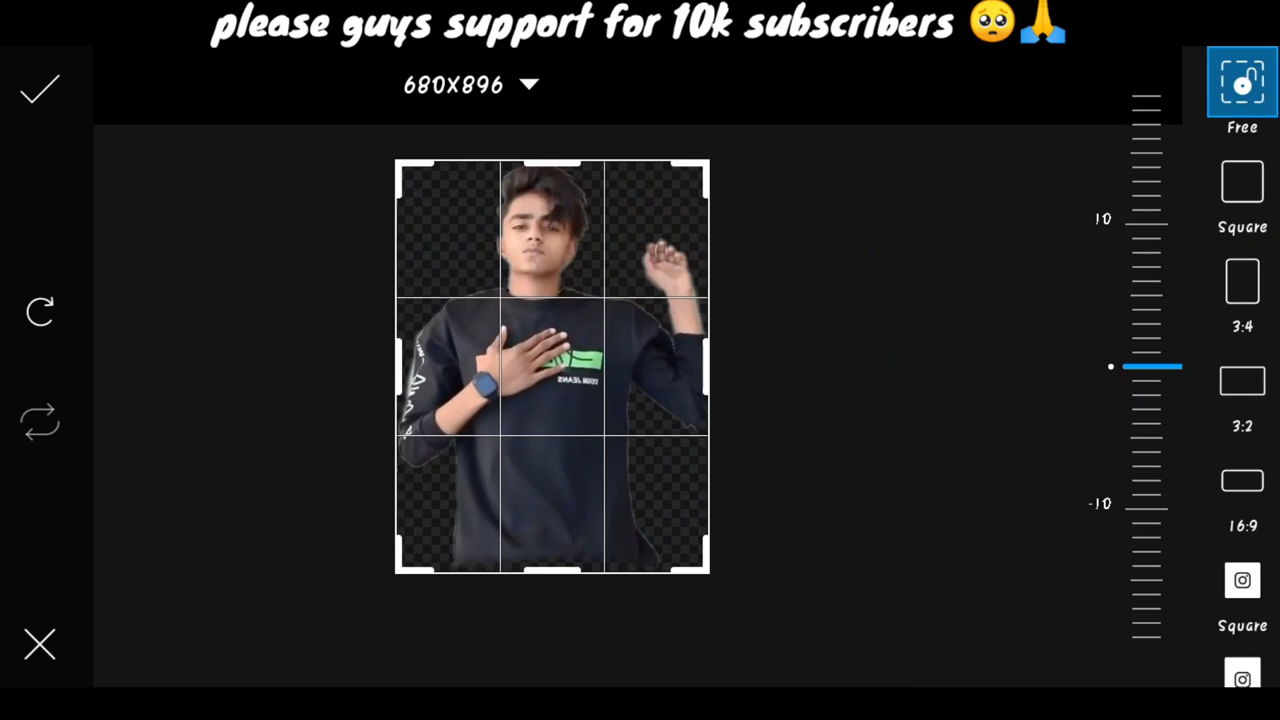 please guys support for 10k subscribers 🥺🙏
680X896
Free
Square
10
3:4
3:2
-10
16:9
Square